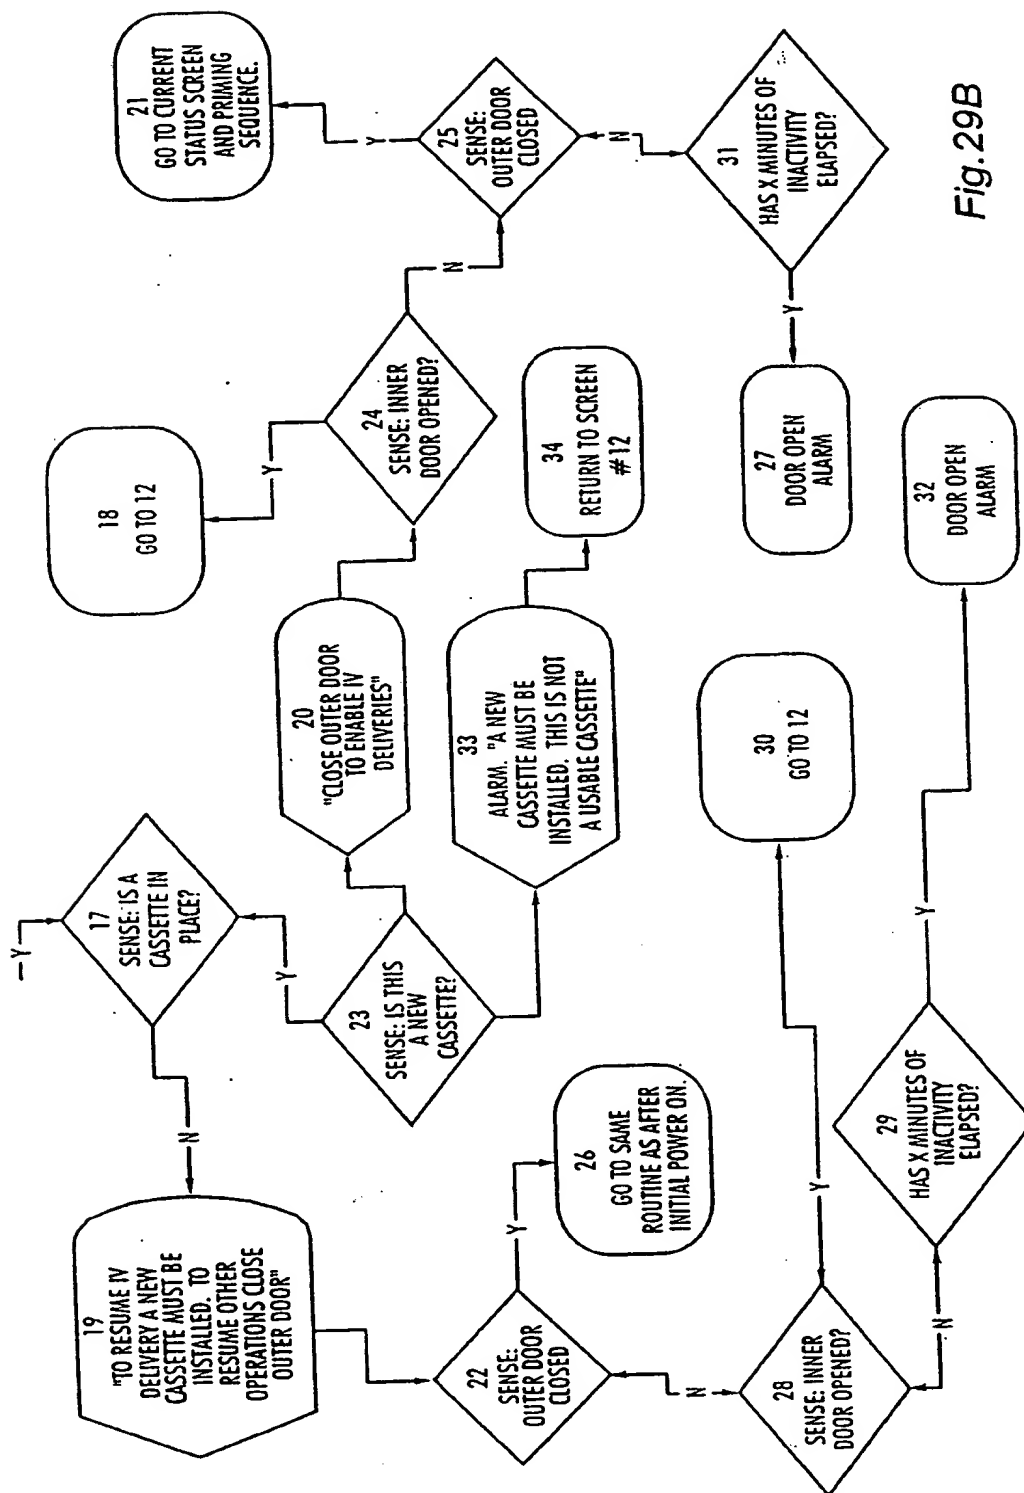 – Y
17
SENSE: IS A
CASSETTE IN
PLACE?
N
Y
19
"TO RESUME IV
DELIVERY A NEW
CASSETTE MUST BE
INSTALLED. TO
RESUME OTHER
OPERATIONS CLOSE
OUTER DOOR"
23
SENSE: IS THIS
A NEW
CASSETTE?
20
"CLOSE OUTER DOOR
TO ENABLE IV
DELIVERIES"
18
GO TO 12
Y
24
SENSE: INNER
DOOR OPENED?
N
21
GO TO CURRENT
STATUS SCREEN
AND PRIMING
SEQUENCE.
Y
25
SENSE:
OUTER DOOR
CLOSED
N
33
ALARM. "A NEW
CASSETTE MUST BE
INSTALLED. THIS IS NOT
A USABLE CASSETTE"
34
RETURN TO SCREEN
#12
22
SENSE:
OUTER DOOR
CLOSED
Y
26
GO TO SAME
ROUTINE AS AFTER
INITIAL POWER ON.
N
30
GO TO 12
27
DOOR OPEN
ALARM
Y
31
HAS X MINUTES OF
INACTIVITY
ELAPSED?
28
SENSE: INNER
DOOR OPENED?
Y
N
29
HAS X MINUTES OF
INACTIVITY
ELAPSED?
Y
32
DOOR OPEN
ALARM
Fig.29B